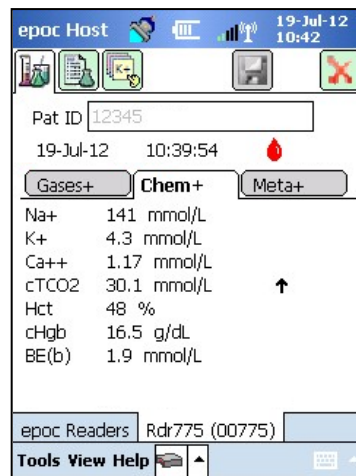 epoc Host 19-Jul-12
10:42
K+
Pat ID 12345
19-Jul-12 10:39:54
Gases+ Chem+ Meta+
Na+ 141 mmol/L
K+ 4.3 mmol/L
Ca++ 1.17 mmol/L
cTCO2 30.1 mmol/L ↑
Hct 48 %
cHgb 16.5 g/dL
BE(b) 1.9 mmol/L
epoc Readers Rdr775 (00775)
Tools View Help